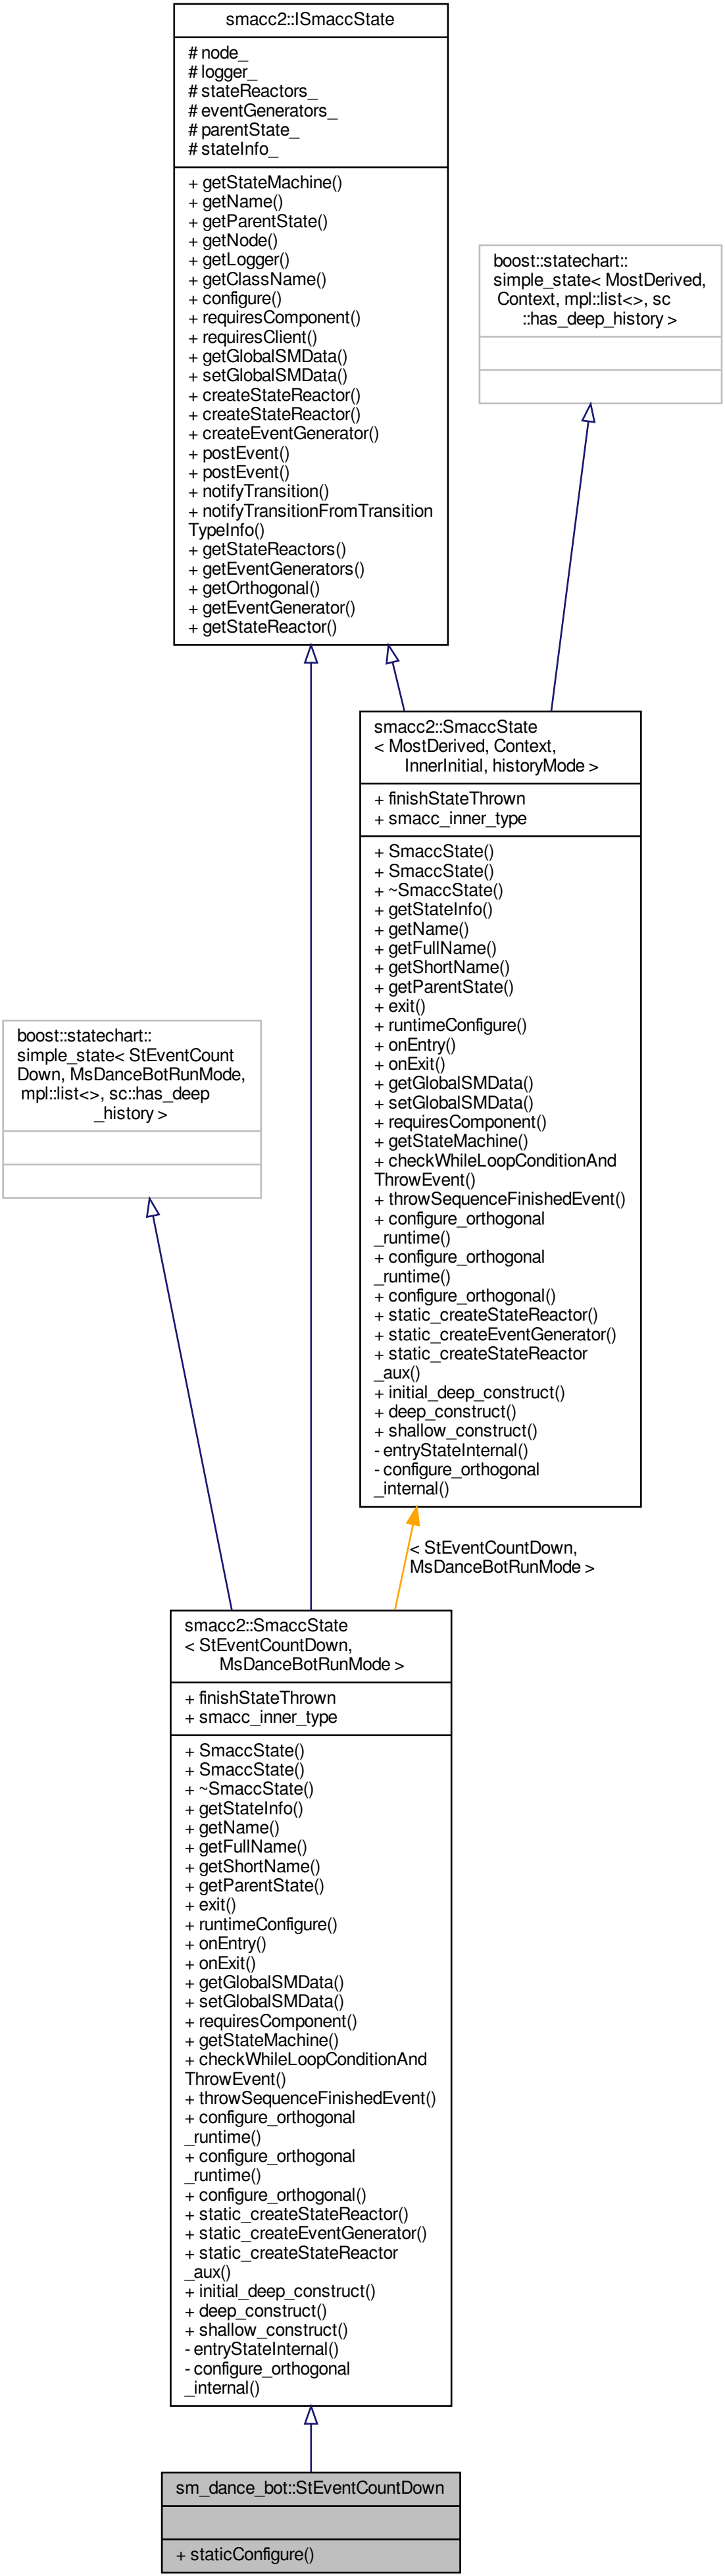 smacc2::ISmaccState
# node_
# logger_
# stateReactors_
# eventGenerators_
# parentState_
# stateInfo_
+ getStateMachine()
+ getName()
+ getParentState()
+ getNode()
+ getLogger()
+ getClassName()
+ configure()
+ requiresComponent()
+ requiresClient()
+ getGlobalSMData()
+ setGlobalSMData()
+ createStateReactor()
+ createStateReactor()
+ createEventGenerator()
+ postEvent()
+ postEvent()
+ notifyTransition()
+ notifyTransitionFromTransition
TypeInfo()
+ getStateReactors()
+ getEventGenerators()
+ getOrthogonal()
+ getEventGenerator()
+ getStateReactor()
boost::statechart::
simple_state< MostDerived,
Context, mpl::list<>, sc
::has_deep_history >
smacc2::SmaccState
< MostDerived, Context,
InnerInitial, historyMode >
+ finishStateThrown
+ smacc_inner_type
+ SmaccState()
+ SmaccState()
+ ~SmaccState()
+ getStateInfo()
+ getName()
+ getFullName()
+ getShortName()
+ getParentState()
+ exit()
+ runtimeConfigure()
+ onEntry()
+ onExit()
+ getGlobalSMData()
+ setGlobalSMData()
+ requiresComponent()
+ getStateMachine()
+ checkWhileLoopConditionAnd
ThrowEvent()
+ throwSequenceFinishedEvent()
+ configure_orthogonal
_runtime()
+ configure_orthogonal
_runtime()
+ configure_orthogonal()
+ static_createStateReactor()
+ static_createEventGenerator()
+ static_createStateReactor
_aux()
+ initial_deep_construct()
+ deep_construct()
+ shallow_construct()
- entryStateInternal()
- configure_orthogonal
_internal()
boost::statechart::
simple_state< StEventCount
Down, MsDanceBotRunMode,
mpl::list<>, sc::has_deep
_history >
< StEventCountDown,
MsDanceBotRunMode >
smacc2::SmaccState
< StEventCountDown,
MsDanceBotRunMode >
+ finishStateThrown
+ smacc_inner_type
+ SmaccState()
+ SmaccState()
+ ~SmaccState()
+ getStateInfo()
+ getName()
+ getFullName()
+ getShortName()
+ getParentState()
+ exit()
+ runtimeConfigure()
+ onEntry()
+ onExit()
+ getGlobalSMData()
+ setGlobalSMData()
+ requiresComponent()
+ getStateMachine()
+ checkWhileLoopConditionAnd
ThrowEvent()
+ throwSequenceFinishedEvent()
+ configure_orthogonal
_runtime()
+ configure_orthogonal
_runtime()
+ configure_orthogonal()
+ static_createStateReactor()
+ static_createEventGenerator()
+ static_createStateReactor
_aux()
+ initial_deep_construct()
+ deep_construct()
+ shallow_construct()
- entryStateInternal()
- configure_orthogonal
_internal()
sm_dance_bot::StEventCountDown
+ staticConfigure()